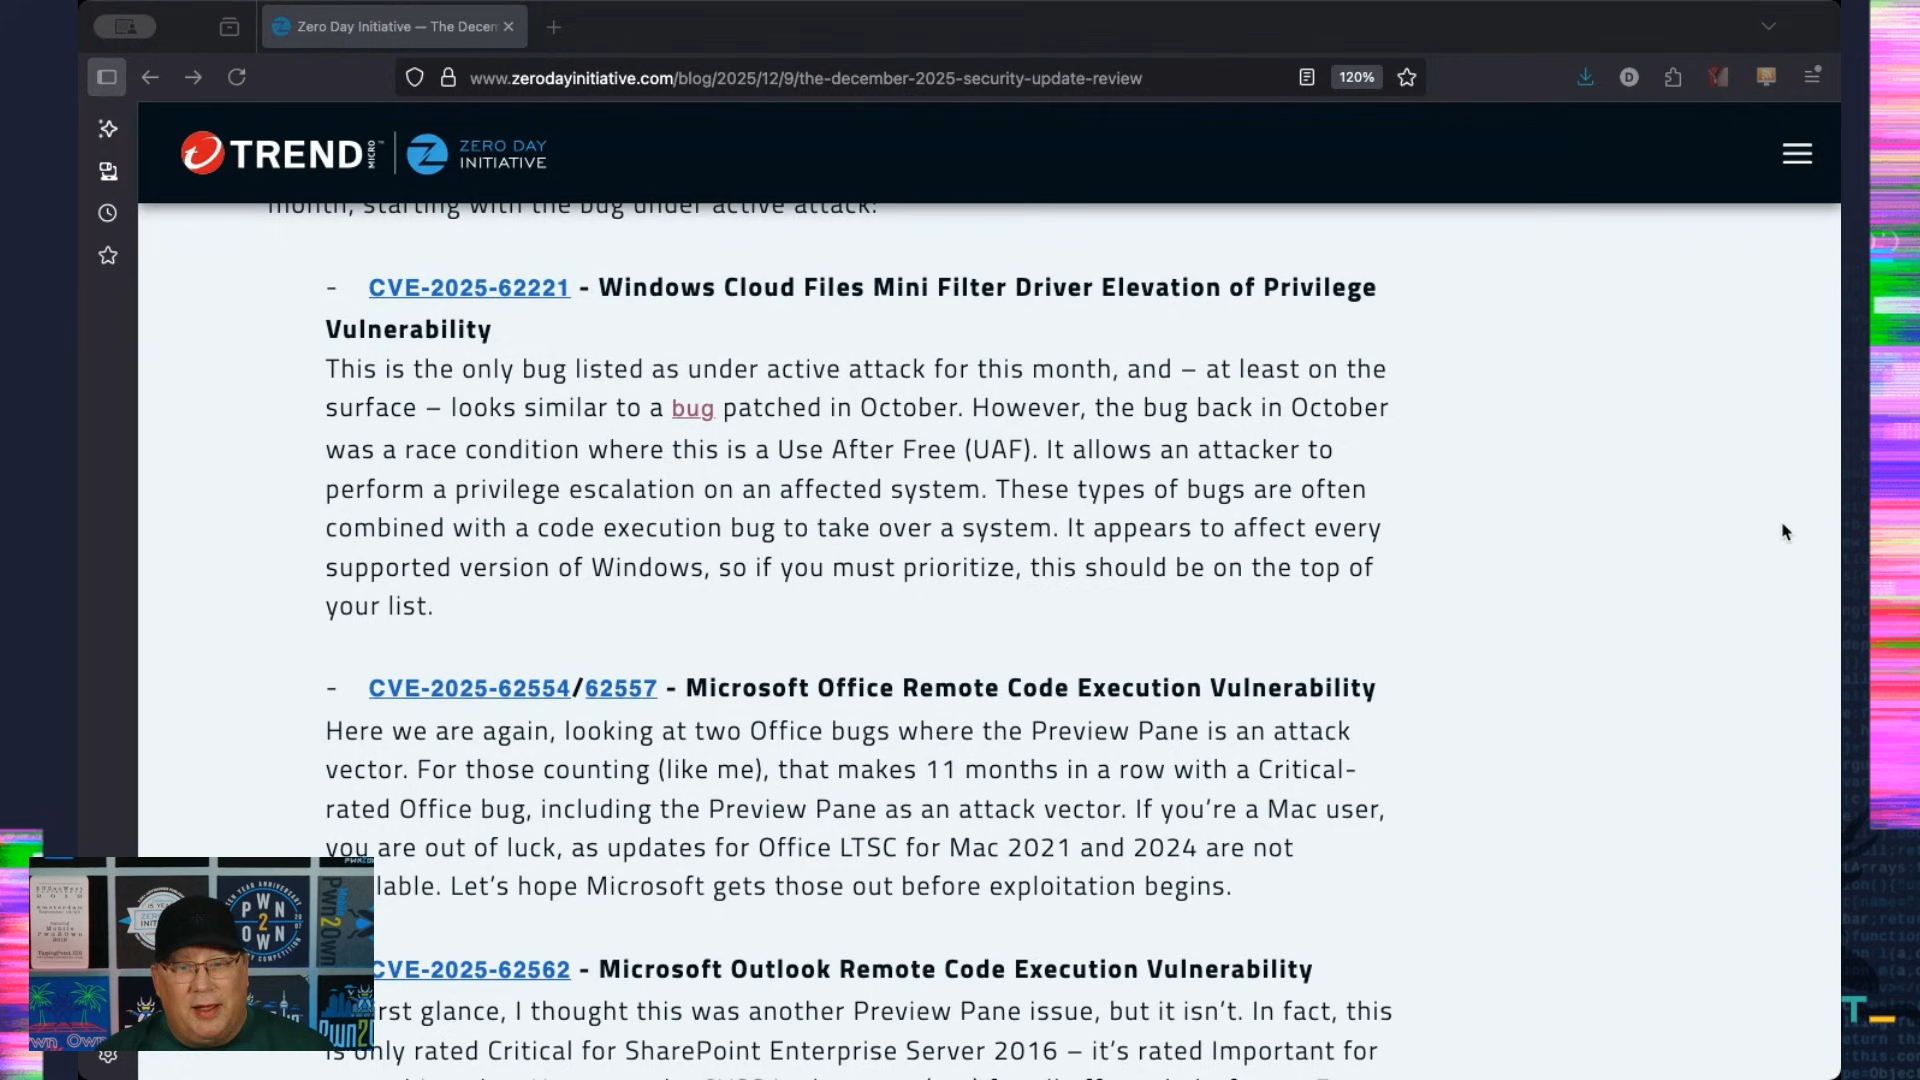 Zero Day Initiative — The Decem
www.zerodayinitiative.com/blog/2025/12/9/the-december-2025-security-update-review
120%
D
TREND MICRO™
ZERO DAY
INITIATIVE
month, starting with the bug under active attack:
- CVE-2025-62221 - Windows Cloud Files Mini Filter Driver Elevation of Privilege
Vulnerability
This is the only bug listed as under active attack for this month, and – at least on the
surface – looks similar to a bug patched in October. However, the bug back in October
was a race condition where this is a Use After Free (UAF). It allows an attacker to
perform a privilege escalation on an affected system. These types of bugs are often
combined with a code execution bug to take over a system. It appears to affect every
supported version of Windows, so if you must prioritize, this should be on the top of
your list.
- CVE-2025-62554/62557 - Microsoft Office Remote Code Execution Vulnerability
Here we are again, looking at two Office bugs where the Preview Pane is an attack
vector. For those counting (like me), that makes 11 months in a row with a Critical-
rated Office bug, including the Preview Pane as an attack vector. If you’re a Mac user,
you are out of luck, as updates for Office LTSC for Mac 2021 and 2024 are not
lable. Let’s hope Microsoft gets those out before exploitation begins.
CVE-2025-62562 - Microsoft Outlook Remote Code Execution Vulnerability
rst glance, I thought this was another Preview Pane issue, but it isn’t. In fact, this
is only rated Critical for SharePoint Enterprise Server 2016 – it’s rated Important for
PWN
2
OWN
Pwn2Own
T_